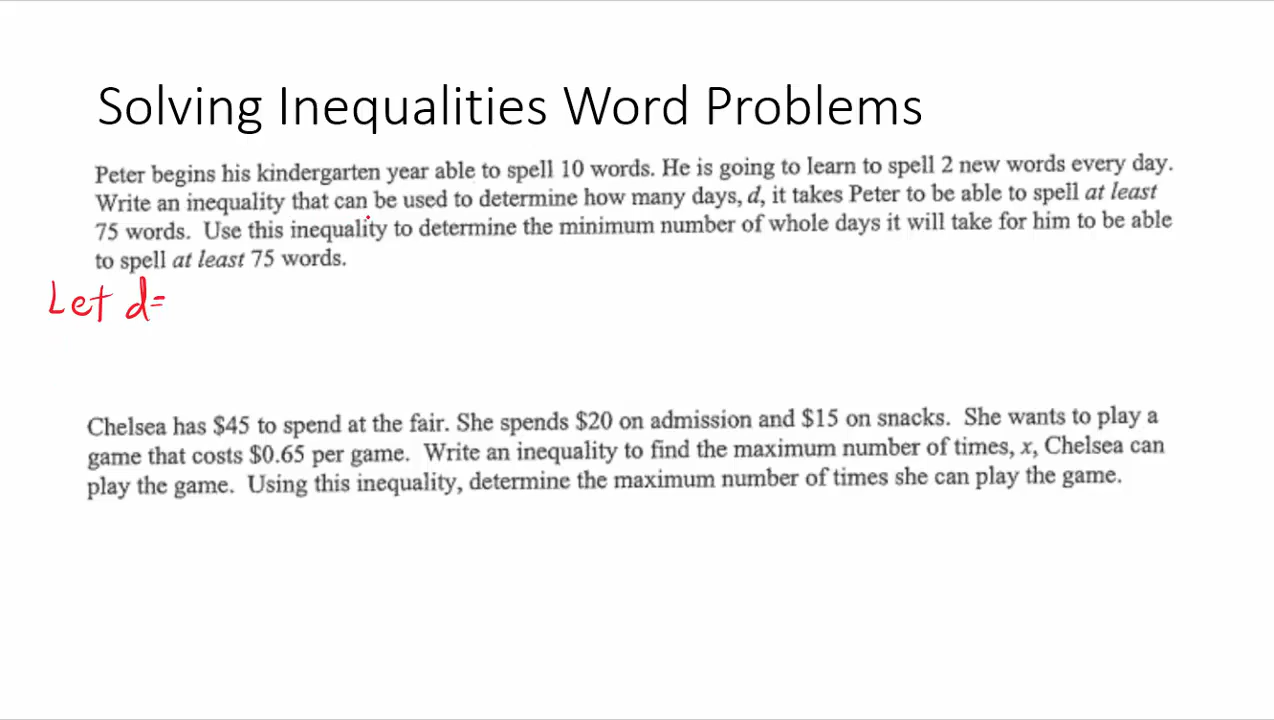 Solving Inequalities Word Problems
Peter begins his kindergarten year able to spell 10 words. He is going to learn to spell 2 new words every day.
Write an inequality that can be used to determine how many days, d, it takes Peter to be able to spell at least
75 words. Use this inequality to determine the minimum number of whole days it will take for him to be able
to spell at least 75 words.
Let d=
Chelsea has $45 to spend at the fair. She spends $20 on admission and $15 on snacks. She wants to play a
game that costs $0.65 per game. Write an inequality to find the maximum number of times, x, Chelsea can
play the game. Using this inequality, determine the maximum number of times she can play the game.